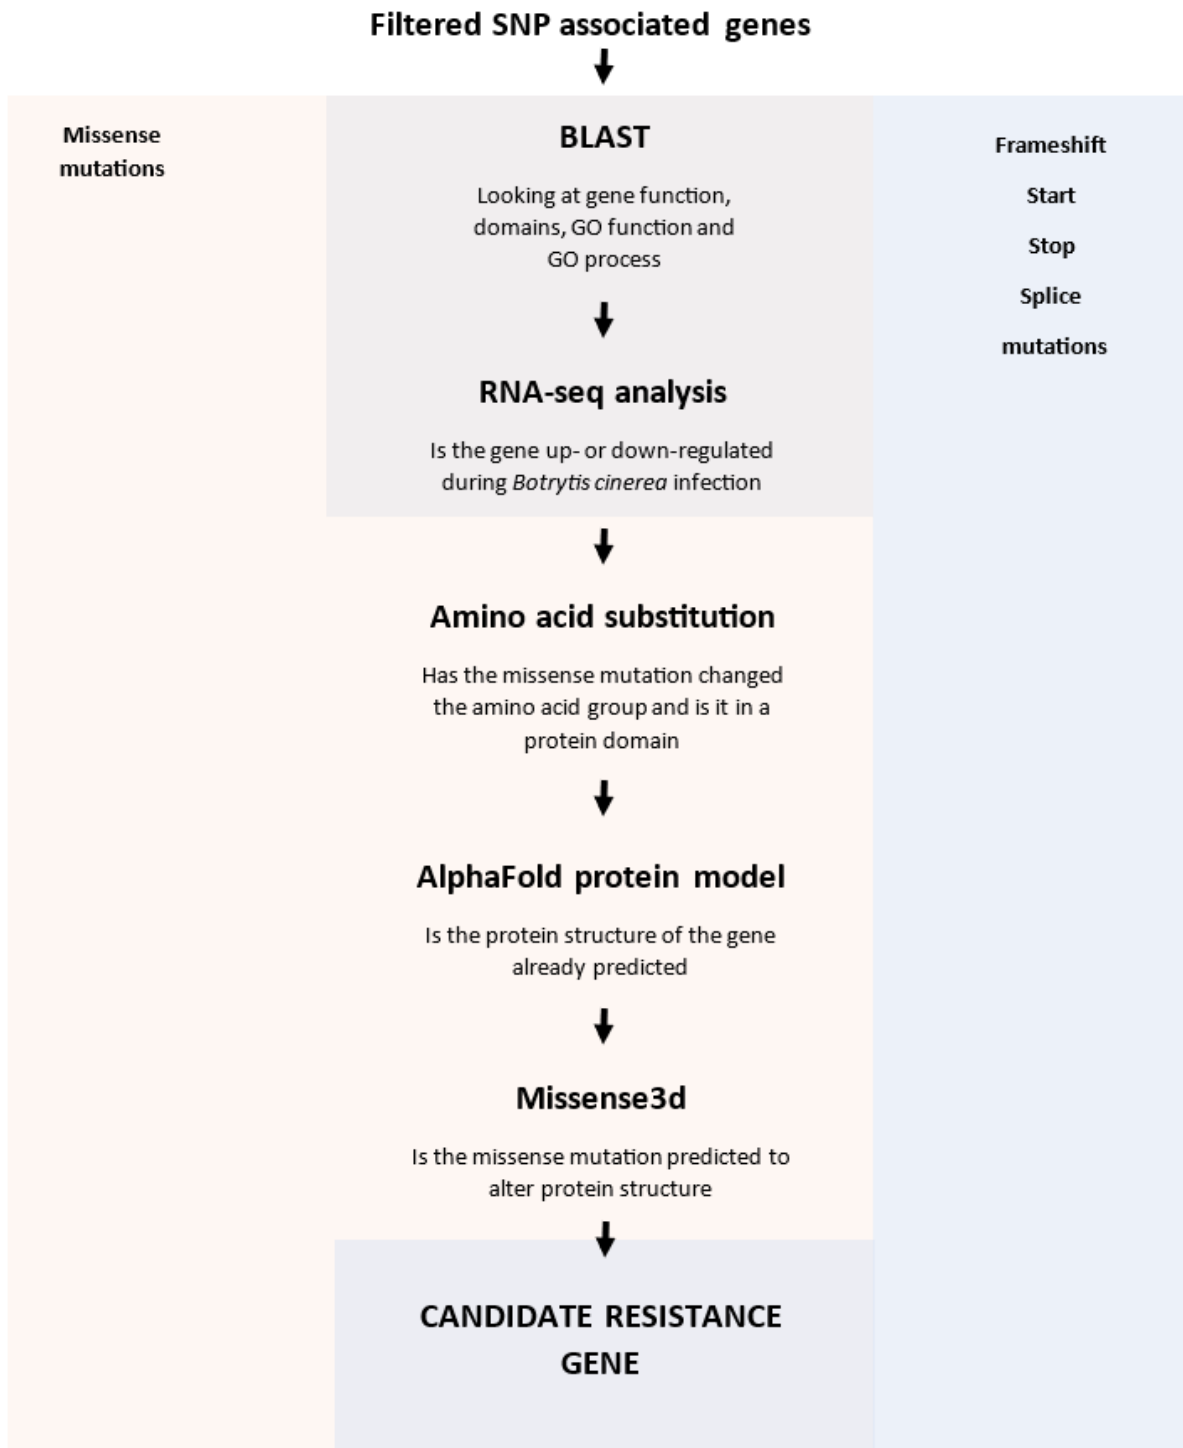 Filtered SNP associated genes
Missense
mutations
BLAST
Looking at gene function,
domains, GO function and
GO process
Frameshift
Start
Stop
Splice
mutations
RNA-seq analysis
Is the gene up- or down-regulated
during Botrytis cinerea infection
Amino acid substitution
Has the missense mutation changed
the amino acid group and is it in a
protein domain
AlphaFold protein model
Is the protein structure of the gene
already predicted
Missense3d
Is the missense mutation predicted to
alter protein structure
CANDIDATE RESISTANCE
GENE